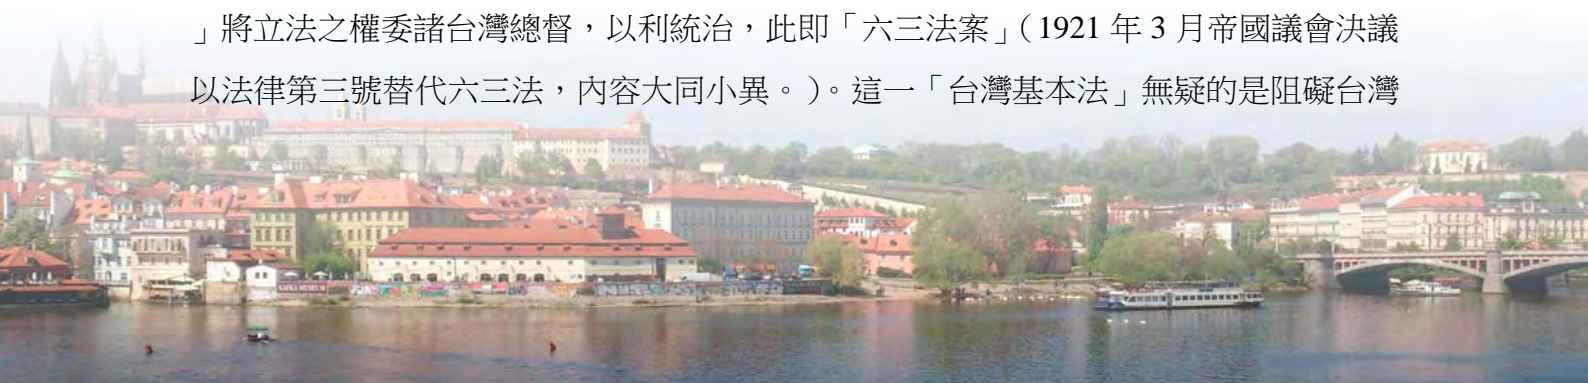 」將立法之權委諸台灣總督，以利統治，此即「六三法案」（1921 年 3 月帝國議會決議
以法律第三號替代六三法，內容大同小異。）。這一「台灣基本法」無疑的是阻礙台灣
KAFKA MUSEUM